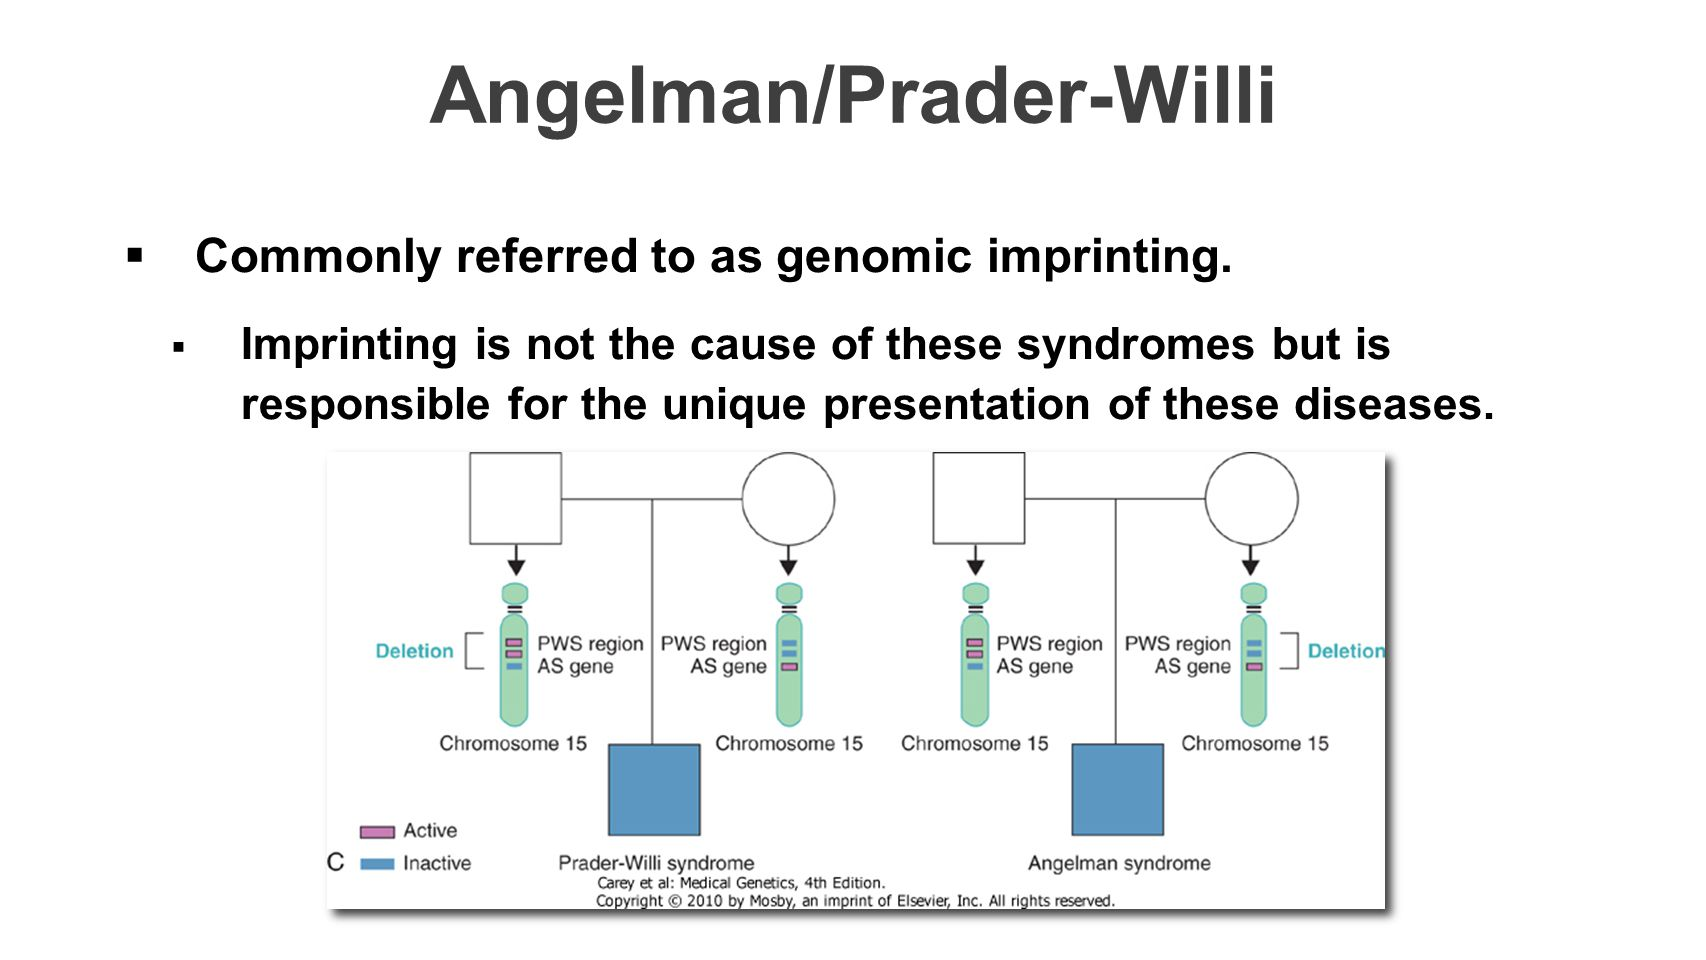 Angelman/Prader-Willi
▪ Commonly referred to as genomic imprinting.
▪ Imprinting is not the cause of these syndromes but is
responsible for the unique presentation of these diseases.
Deletion
PWS region
AS gene
PWS region
AS gene
PWS region
AS gene
PWS region
AS gene
Deletion
Chromosome 15
Chromosome 15
Chromosome 15
Chromosome 15
Active
C
Inactive
Prader-Willi syndrome
Angelman syndrome
Carey et al: Medical Genetics, 4th Edition.
Copyright © 2010 by Mosby, an imprint of Elsevier, Inc. All rights reserved.